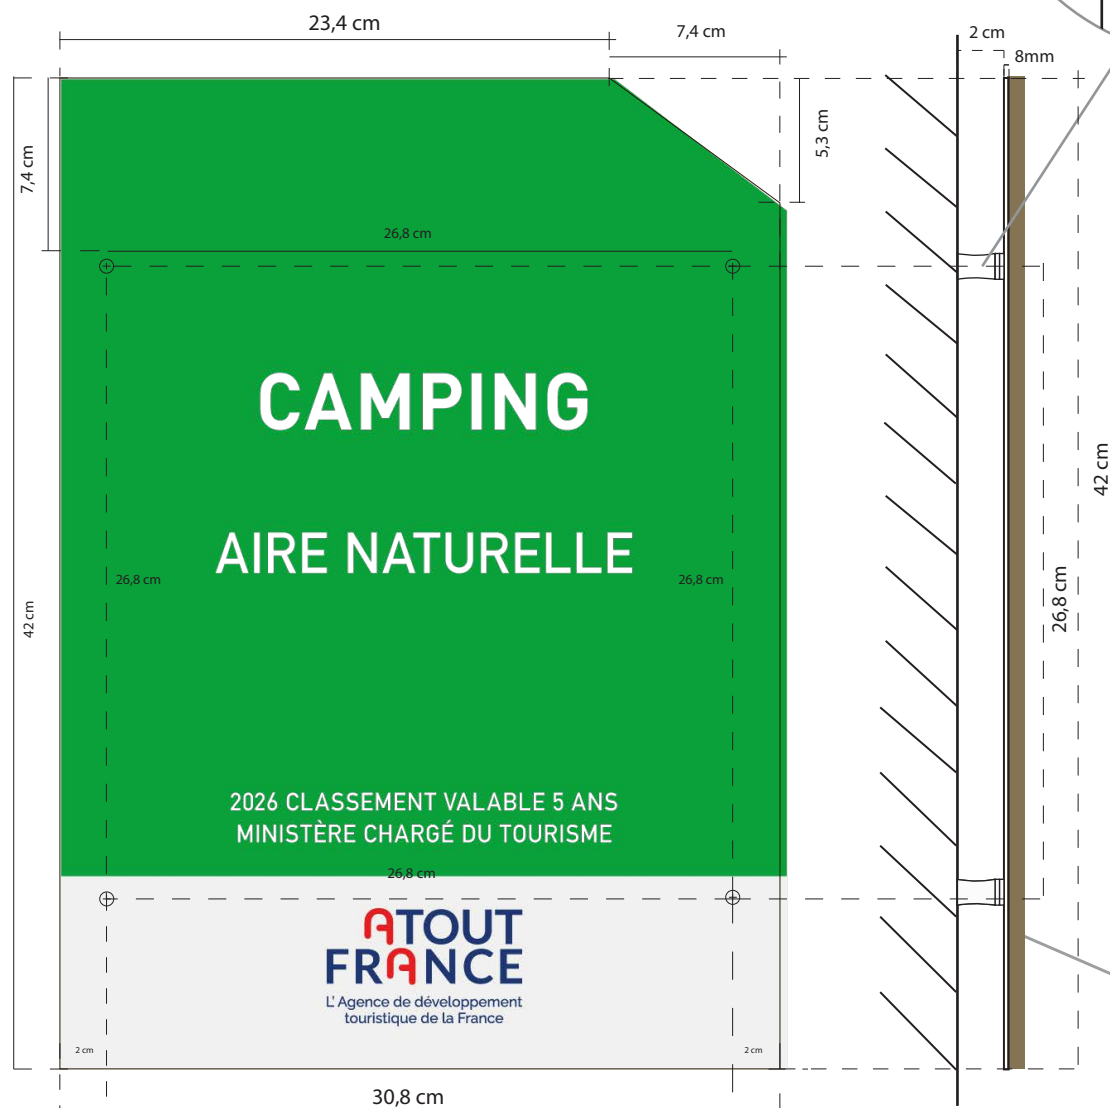 23,4 cm
7,4 cm
2 cm
8mm
5,3 cm
7,4 cm
26,8 cm
CAMPING
AIRE NATURELLE
26,8 cm
26,8 cm
42 cm
42 cm
26,8 cm
2026 CLASSEMENT VALABLE 5 ANS
MINISTÈRE CHARGÉ DU TOURISME
26,8 cm
ATOUT
FRANCE
L'Agence de développement
touristique de la France
2 cm
2 cm
30,8 cm